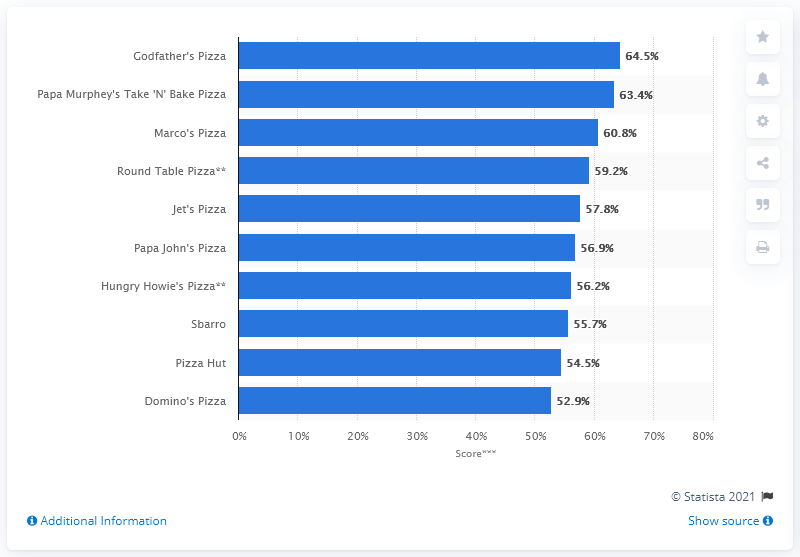 Godfather's Pizza 64.5%
Papa Murphey's Take 'N' Bake Pizza 63.4%
Marco's Pizza 60.8%
Round Table Pizza** 59.2%
Jet's Pizza 57.8%
Papa John's Pizza 56.9%
Hungry Howie's Pizza** 56.2%
Sbarro 55.7%
Pizza Hut 54.5%
Domino's Pizza 52.9%
0% 10% 20% 30% 40% 50% 60% 70% 80%
Score***
© Statista 2021
Additional Information Show source